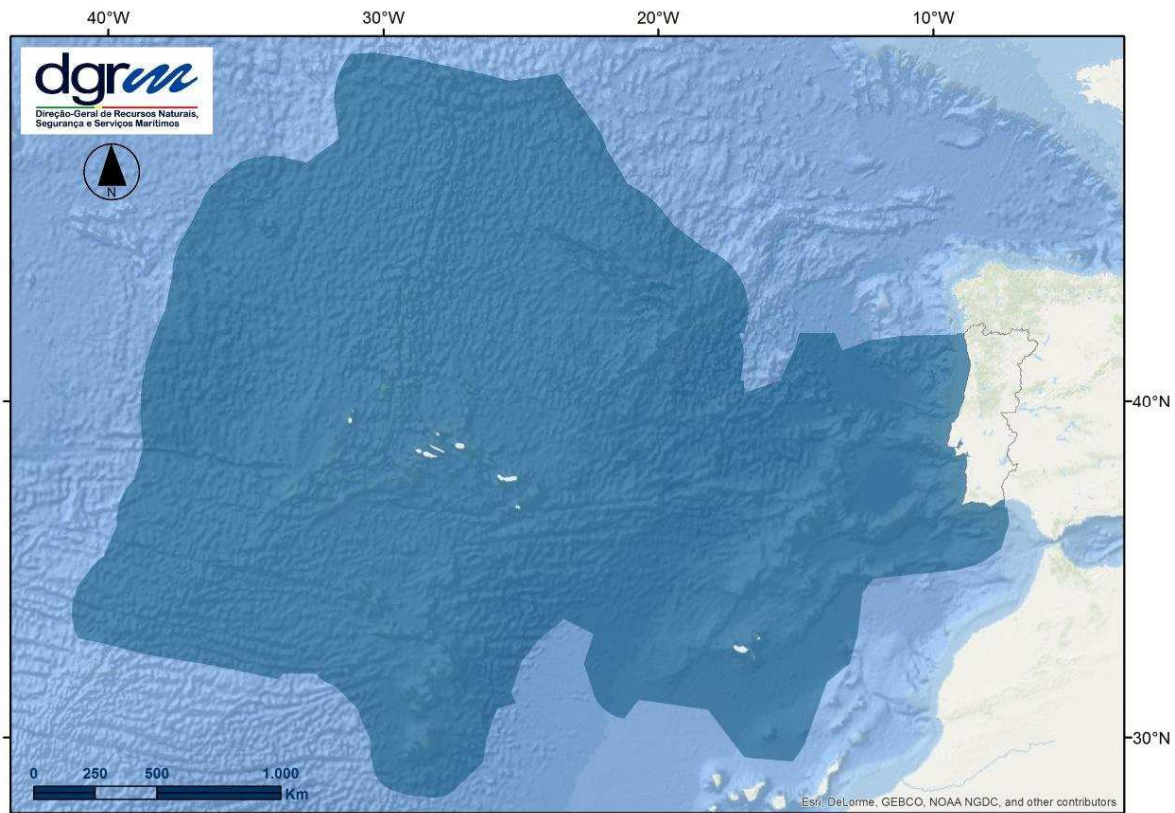 40°W
30°W
20°W
10°W
dgrm
Direção-Geral de Recursos Naturais,
Segurança e Serviços Marítimos
N
40°N
30°N
0 250 500 1.000
Km
Esri, DeLorme, GEBCO, NOAA NGDC, and other contributors